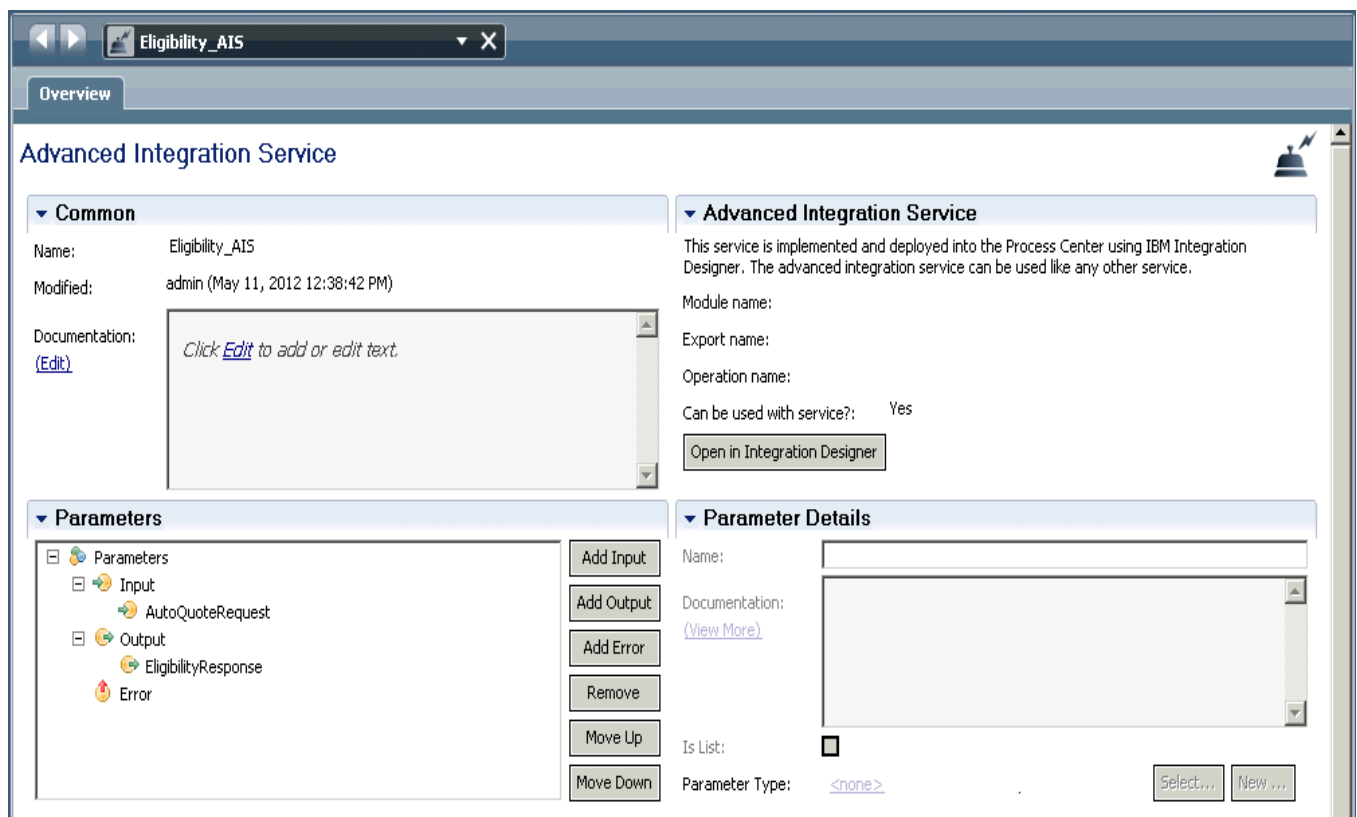 Eligibility_AIS
Overview
Advanced Integration Service
Common
Name: Eligibility_AIS
Modified: admin (May 11, 2012 12:38:42 PM)
Documentation:
(Edit)
Click Edit to add or edit text.
Advanced Integration Service
This service is implemented and deployed into the Process Center using IBM Integration
Designer. The advanced integration service can be used like any other service.
Module name:
Export name:
Operation name:
Can be used with service?: Yes
Open in Integration Designer
Parameters
Parameters
Input
AutoQuoteRequest
Output
EligibilityResponse
Error
Add Input
Add Output
Add Error
Remove
Move Up
Move Down
Parameter Details
Name:
Documentation:
(View More)
Is List:
Parameter Type: <none> .
Select... New ...